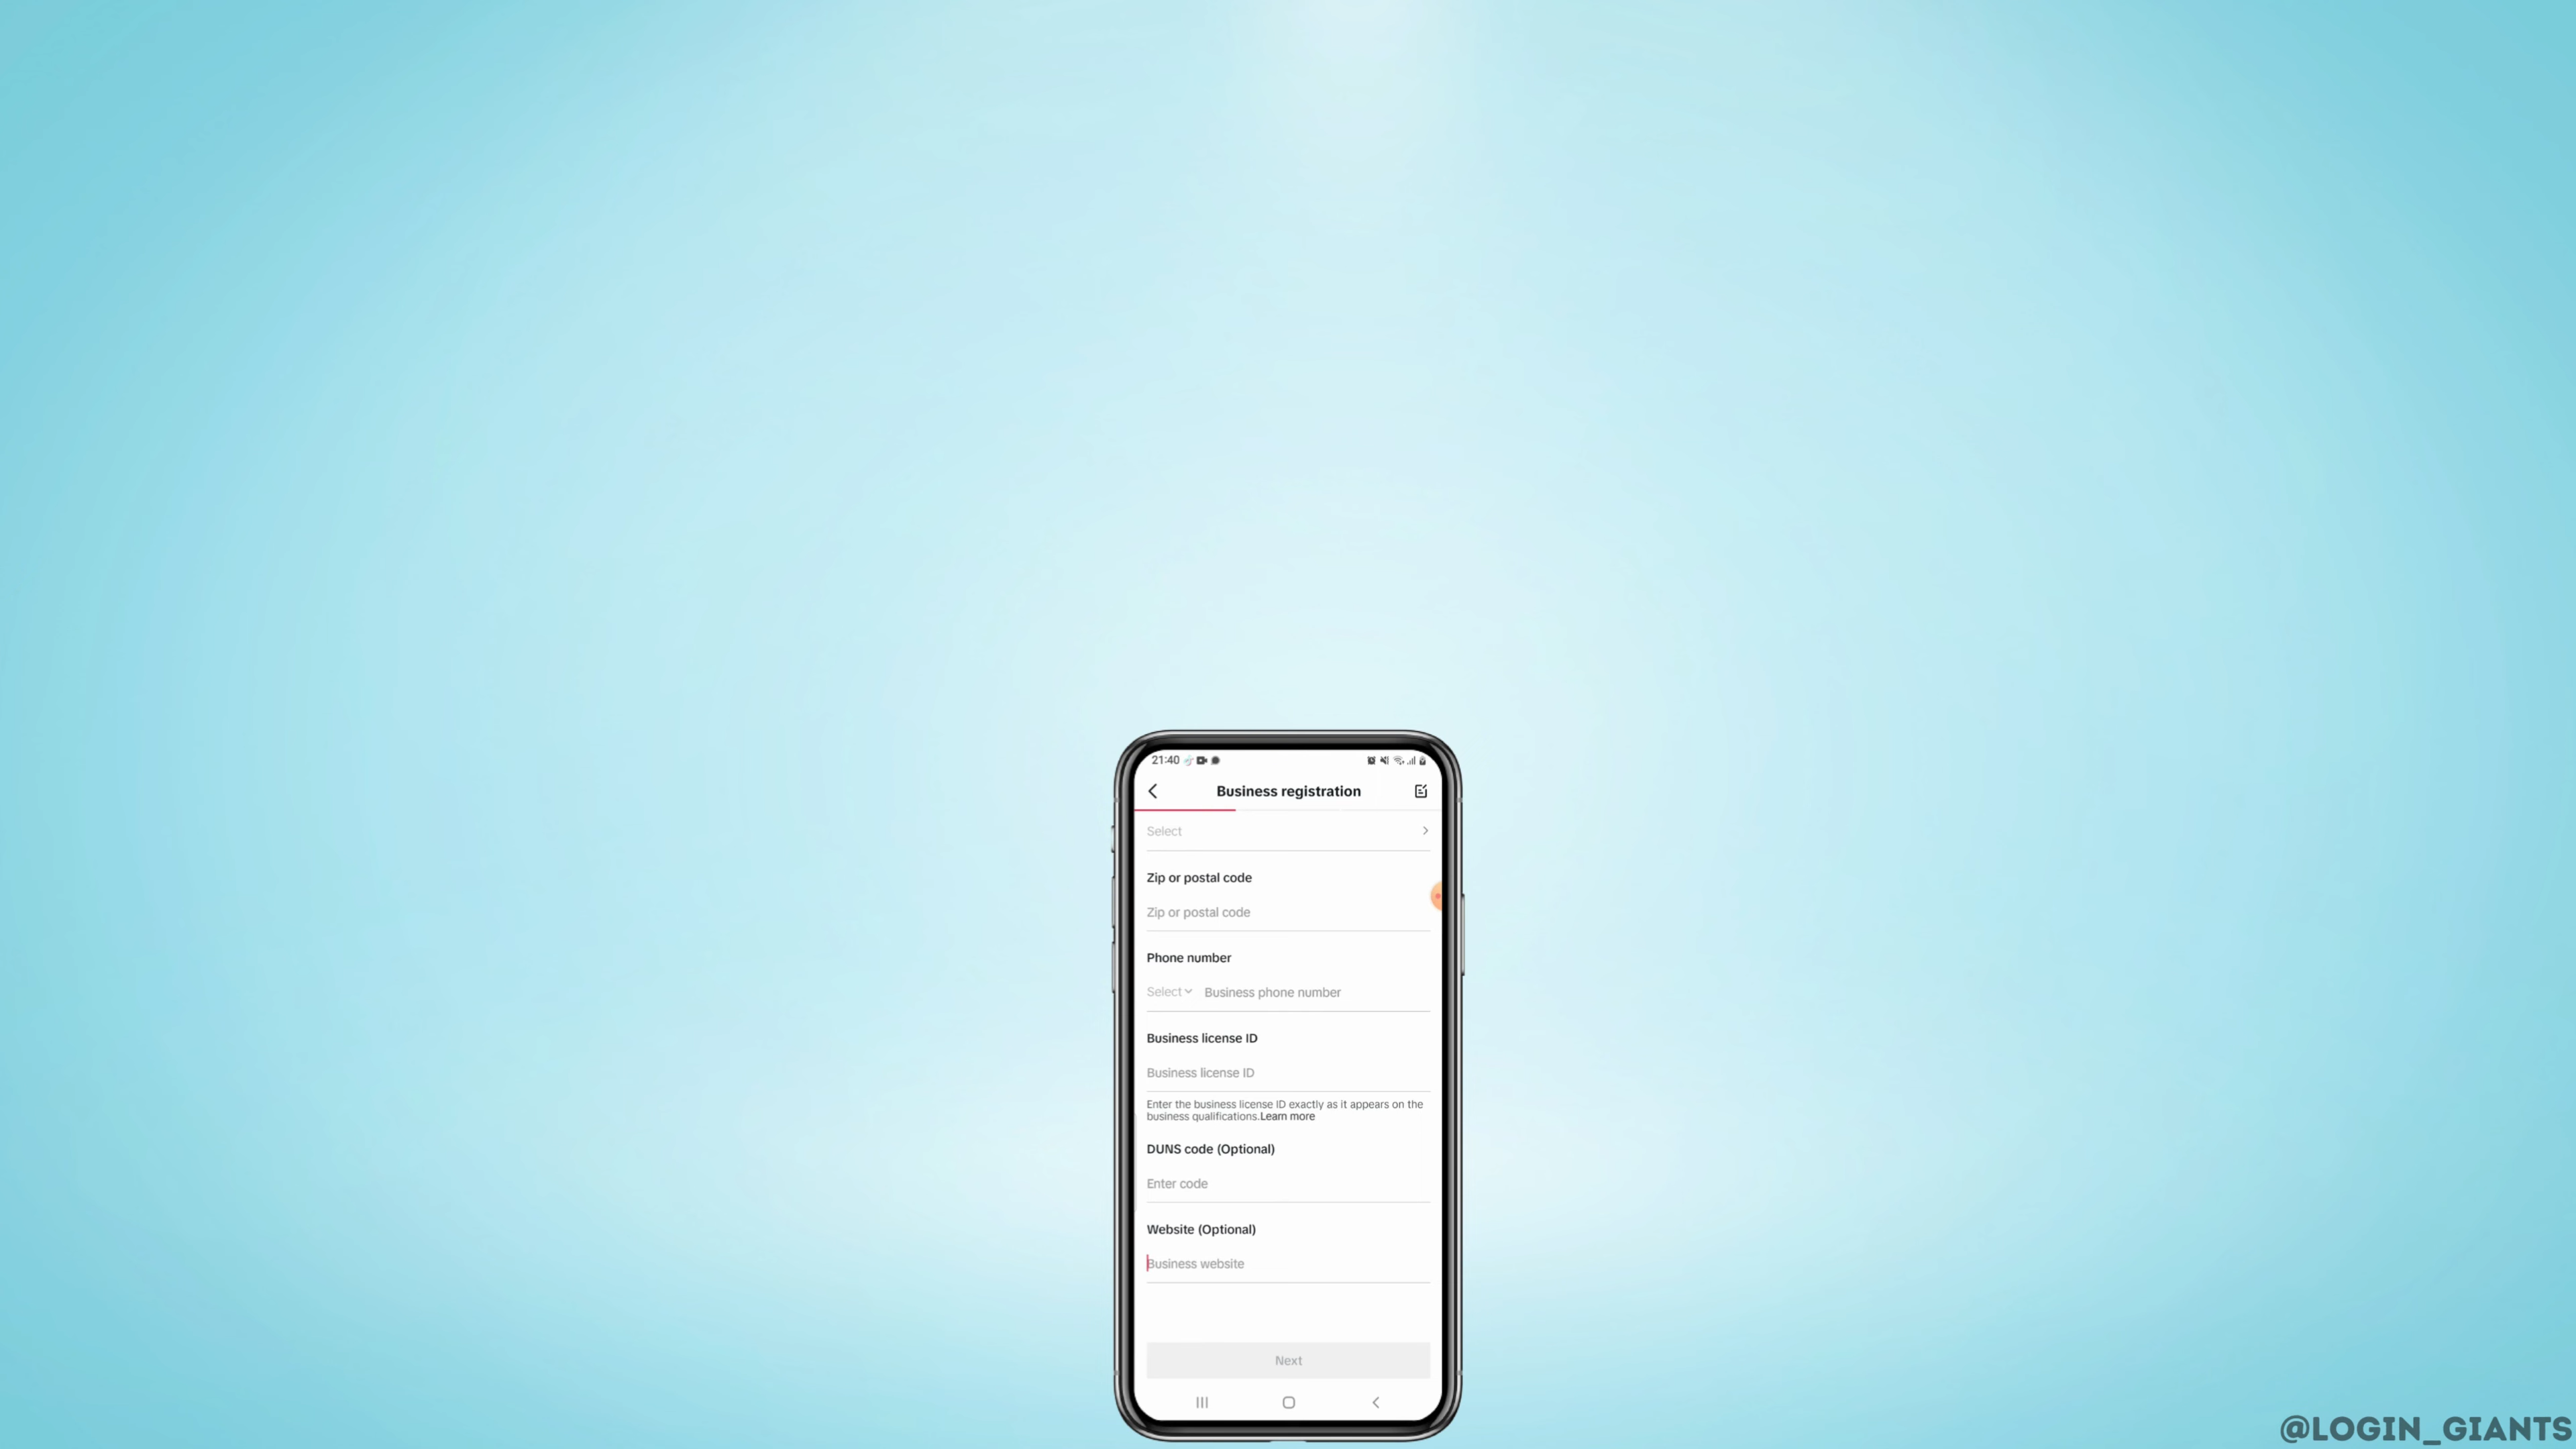 21:40
Business registration
Select
Zip or postal code
Zip or postal code
Phone number
Select Business phone number
Business license ID
Business license ID
Enter the business license ID exactly as it appears on the
business qualifications.Learn more
DUNS code (Optional)
Enter code
Website (Optional)
Business website
Next
@LOGIN_GIANTS